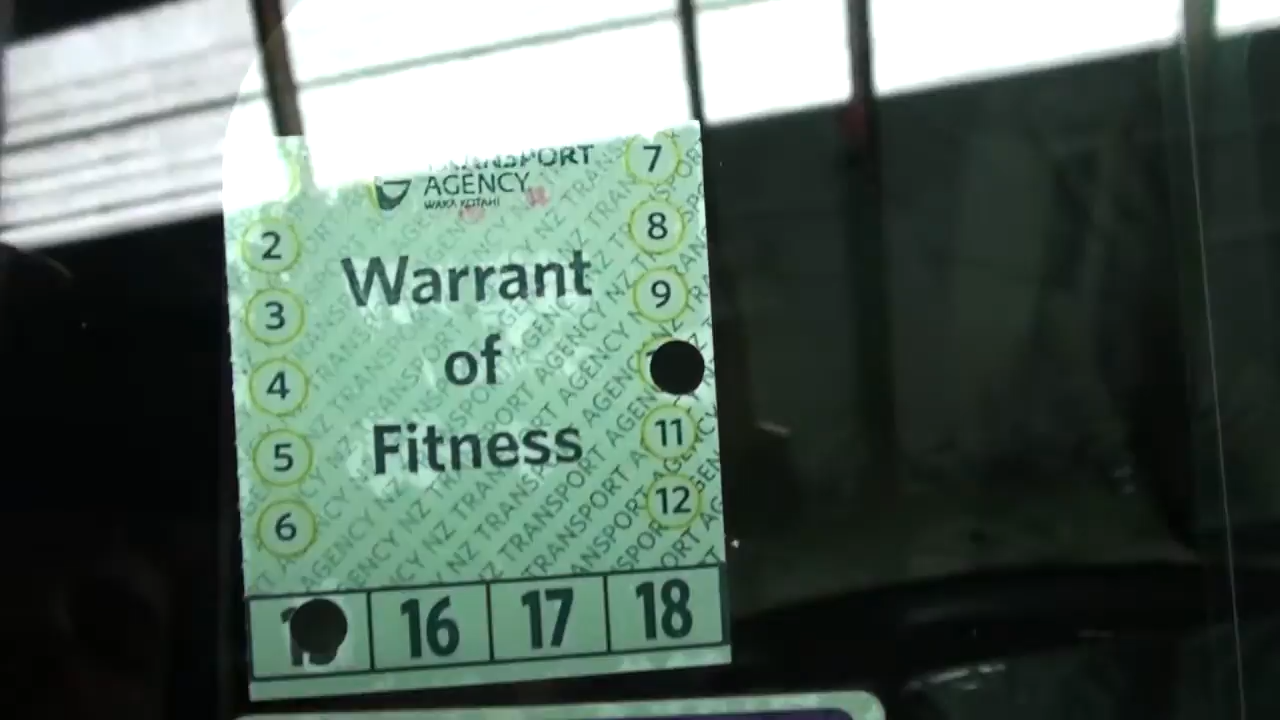 TRANSPORT
AGENCY
WAKA KOTAHI
7
2
8
3
9
4
5
11
6
12
Warrant
of
Fitness
16
17
18